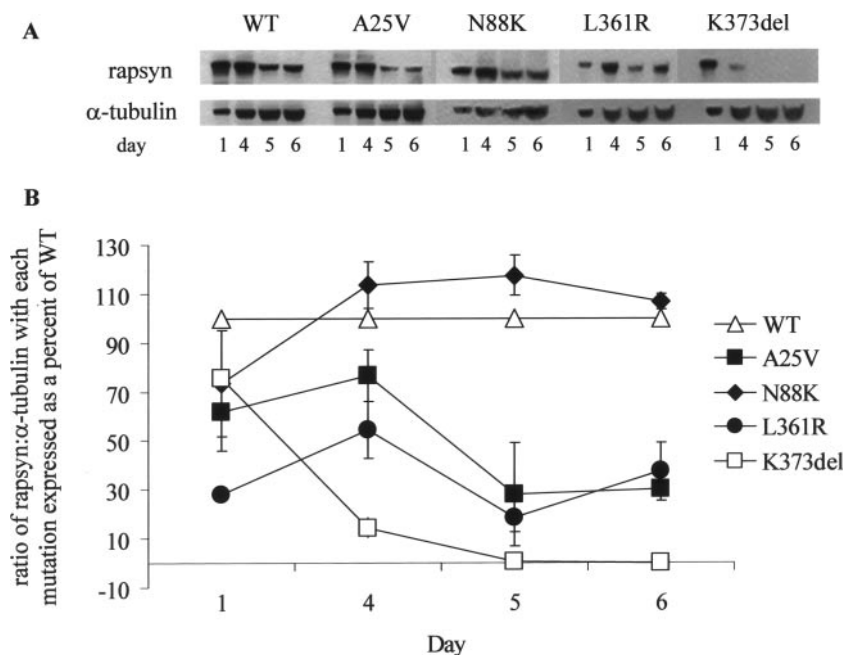 A
WT A25V N88K L361R K373del
rapsyn
α-tubulin
day 1 4 5 6 1 4 5 6 1 4 5 6 1 4 5 6 1 4 5 6
B
ratio of rapsyn:α-tubulin with each
mutation expressed as a percent of WT
130
110
90
70
50
30
10
-10
1 4 5 6
Day
WT
A25V
N88K
L361R
K373del